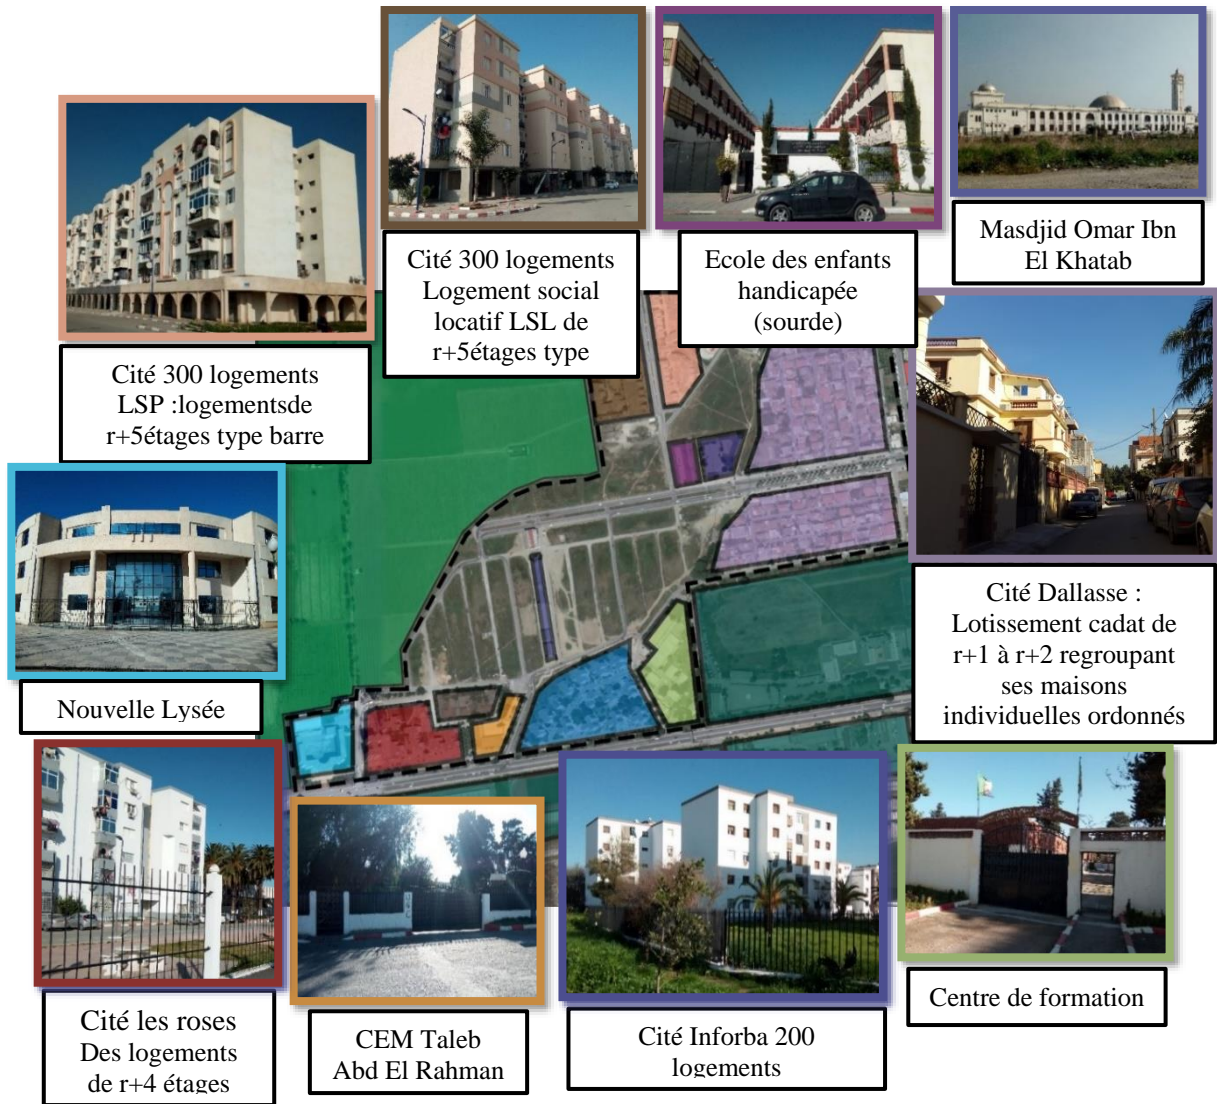 Cité 300 logements
Logement social
locatif LSL de
r+5étages type
Ecole des enfants
handicapée
(sourde)
Masdjid Omar Ibn
El Khatab
Cité 300 logements
LSP :logementsde
r+5étages type barre
Cité Dallasse :
Lotissement cadat de
r+1 à r+2 regroupant
ses maisons
individuelles ordonnés
Nouvelle Lysée
Cité les roses
Des logements
de r+4 étages
CEM Taleb
Abd El Rahman
Cité Inforba 200
logements
Centre de formation